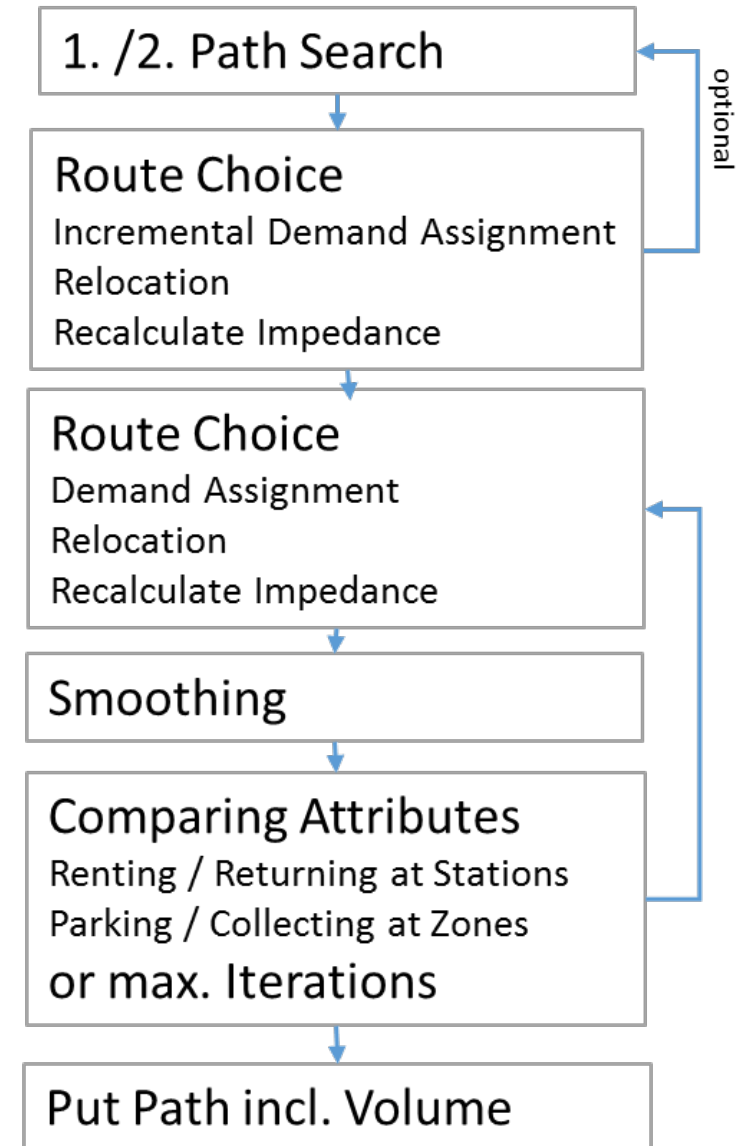 1. /2. Path Search
optional
Route Choice
Incremental Demand Assignment
Relocation
Recalculate Impedance
Route Choice
Demand Assignment
Relocation
Recalculate Impedance
Smoothing
Comparing Attributes
Renting / Returning at Stations
Parking / Collecting at Zones
or max. Iterations
Put Path incl. Volume